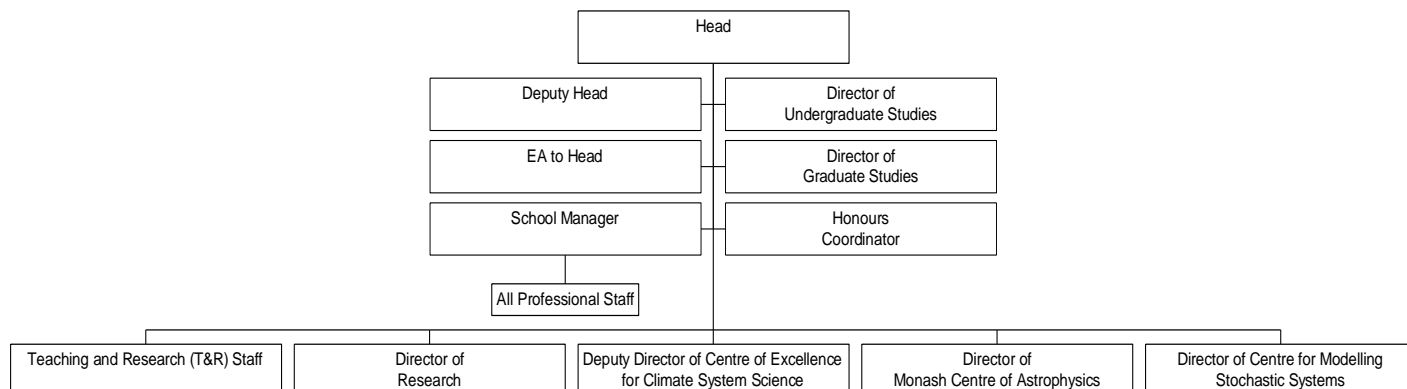 Head
Deputy Head
Director of
Undergraduate Studies
EA to Head
Director of
Graduate Studies
School Manager
Honours
Coordinator
All Professional Staff
Teaching and Research (T&R) Staff
Director of
Research
Deputy Director of Centre of Excellence
for Climate System Science
Director of
Monash Centre of Astrophysics
Director of Centre for Modelling
Stochastic Systems